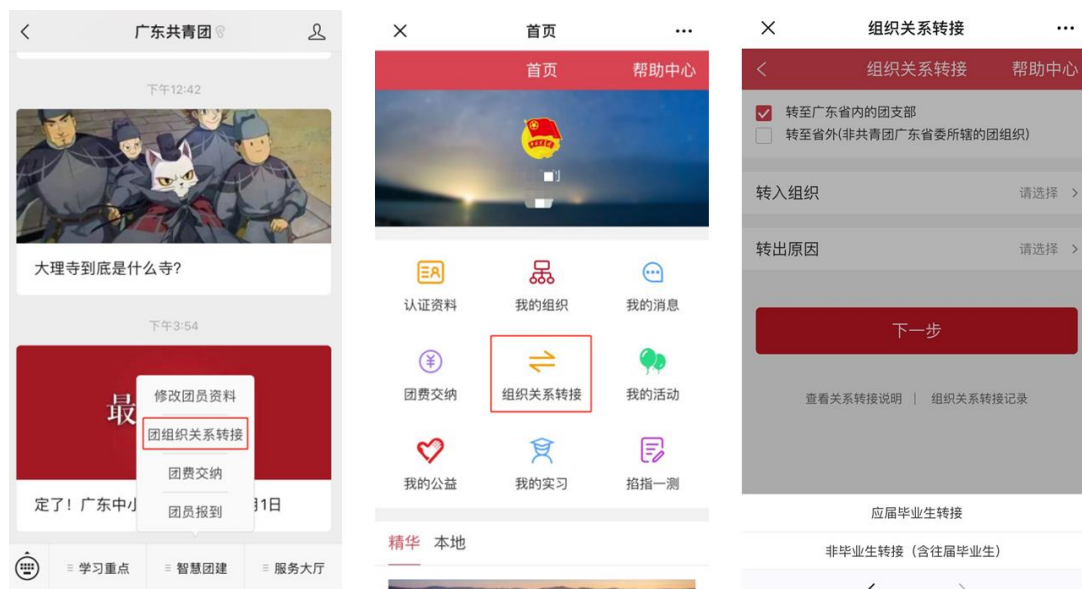 广东共青团
下午12:42
大理寺到底是什么寺?
下午3:54
最
修改团员资料
团组织关系转接
团费交纳
团员报到
定了！广东中小
月1日
学习重点
智慧团建
服务大厅
首页
首页
帮助中心
认证资料
我的组织
我的消息
团费交纳
组织关系转接
我的活动
我的公益
我的实习
掐指一测
精华 本地
组织关系转接
组织关系转接
帮助中心
转至广东省内的团支部
转至省外(非共青团广东省委所辖的团组织)
转入组织
请选择
转出原因
请选择
下一步
查看关系转接说明 | 组织关系转接记录
应届毕业生转接
非毕业生转接（含往届毕业生）